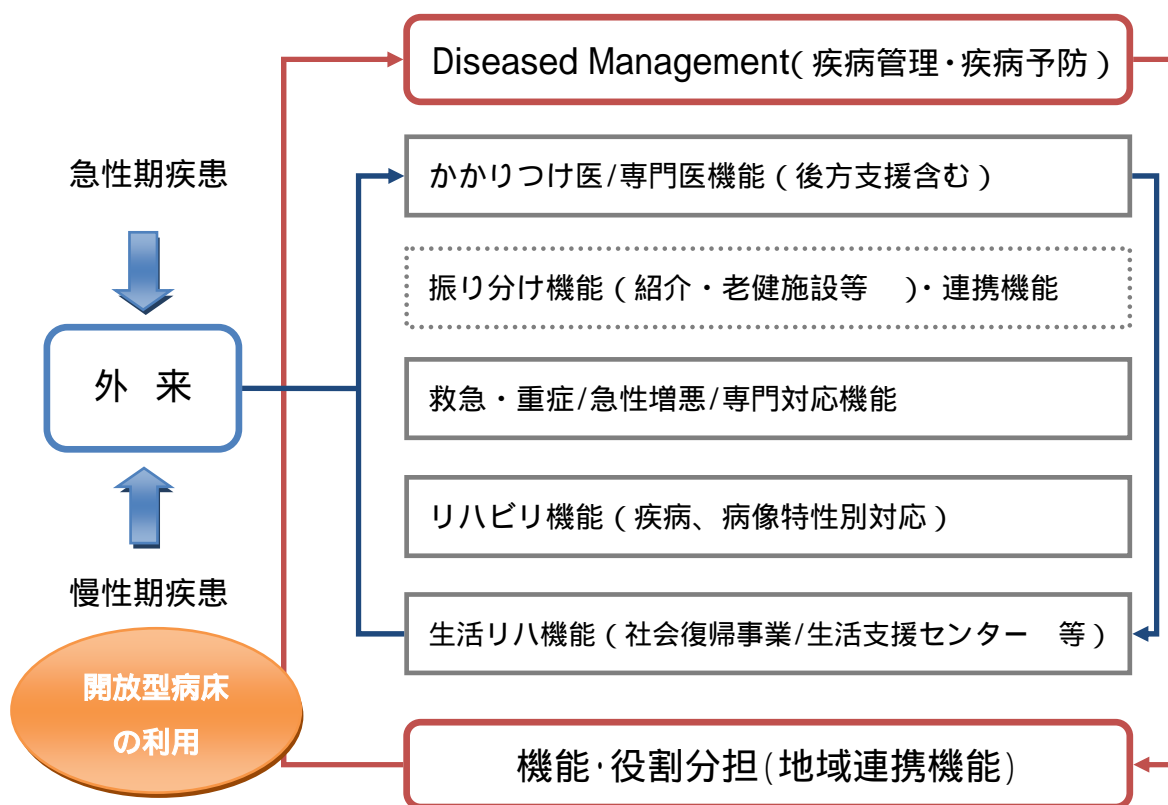 Diseased Management(疾病管理・疾病予防)
急性期疾患
かかりつけ医/専門医機能(後方支援含む)
振り分け機能(紹介・老健施設等　)・連携機能
外 来
救急・重症/急性増悪/専門対応機能
リハビリ機能(疾病、病像特性別対応)
慢性期疾患
生活リハ機能(社会復帰事業/生活支援センター　等)
開放型病床
の利用
機能・役割分担(地域連携機能)